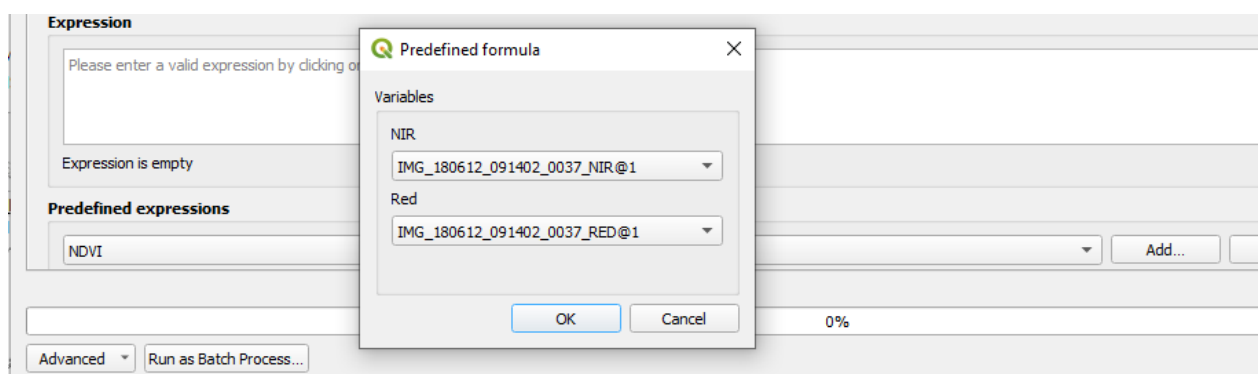 Expression
Please enter a valid expression by clicking o
Expression is empty
Predefined expressions
NDVI
Add...
0%
Advanced
Run as Batch Process...
Predefined formula
Variables
NIR
IMG_180612_091402_0037_NIR@1
Red
IMG_180612_091402_0037_RED@1
OK
Cancel